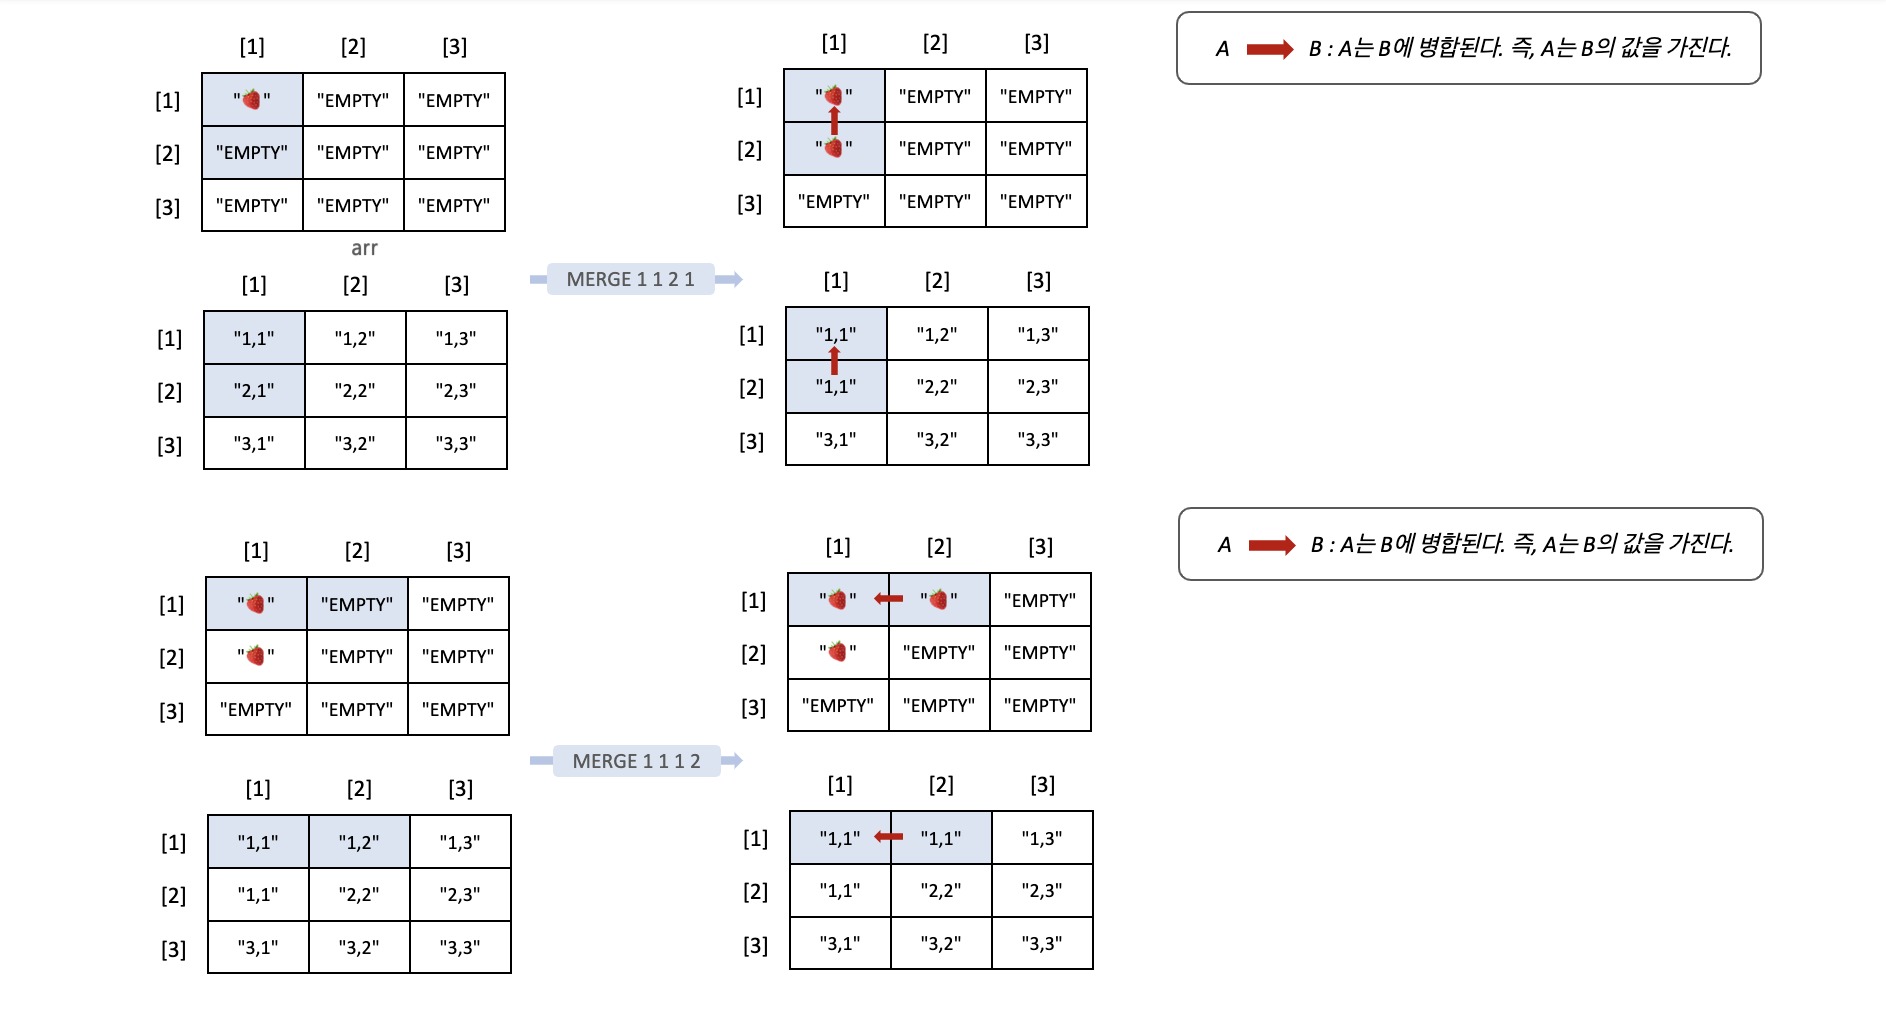 [1] [2] [3]
[1] "🍓" "EMPTY" "EMPTY"
[2] "EMPTY" "EMPTY" "EMPTY"
[3] "EMPTY" "EMPTY" "EMPTY"
arr
[1] [2] [3]
[1] "1,1" "1,2" "1,3"
[2] "2,1" "2,2" "2,3"
[3] "3,1" "3,2" "3,3"
MERGE 1 1 2 1
[1] [2] [3]
[1] "🍓" "EMPTY" "EMPTY"
[2] "🍓" "EMPTY" "EMPTY"
[3] "EMPTY" "EMPTY" "EMPTY"
[1] [2] [3]
[1] "1,1" "1,2" "1,3"
[2] "1,1" "2,2" "2,3"
[3] "3,1" "3,2" "3,3"
A → B : A는 B에 병합된다. 즉, A는 B의 값을 가진다.
[1] [2] [3]
[1] "🍓" "EMPTY" "EMPTY"
[2] "🍓" "EMPTY" "EMPTY"
[3] "EMPTY" "EMPTY" "EMPTY"
[1] [2] [3]
[1] "1,1" "1,2" "1,3"
[2] "1,1" "2,2" "2,3"
[3] "3,1" "3,2" "3,3"
MERGE 1 1 1 2
[1] [2] [3]
[1] "🍓" "🍓" "EMPTY"
[2] "🍓" "EMPTY" "EMPTY"
[3] "EMPTY" "EMPTY" "EMPTY"
[1] [2] [3]
[1] "1,1" "1,1" "1,3"
[2] "1,1" "2,2" "2,3"
[3] "3,1" "3,2" "3,3"
A → B : A는 B에 병합된다. 즉, A는 B의 값을 가진다.